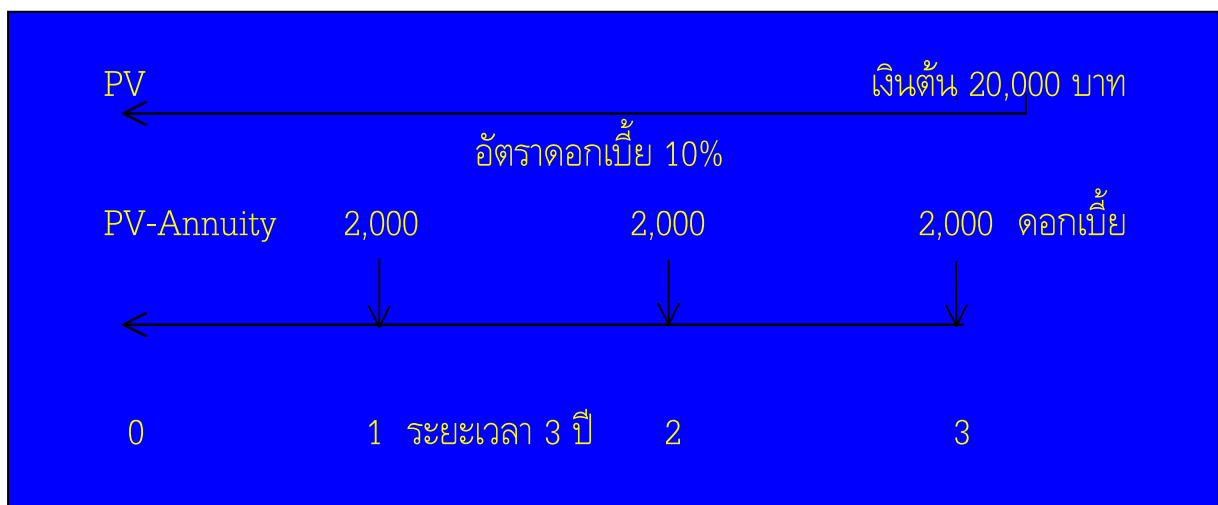 PV เงินต้น 20,000 บาท
อัตราดอกเบี้ย 10%
PV-Annuity 2,000 2,000 2,000 ดอกเบี้ย
0 1 ระยะเวลา 3 ปี 2 3